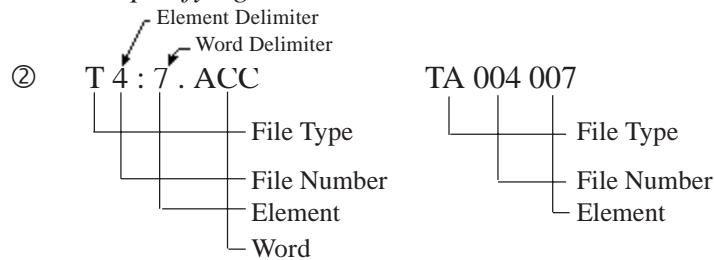 Element Delimiter
Word Delimiter
② T 4 : 7 . ACC TA 004 007
File Type File Type
File Number File Number
Element Element
Word